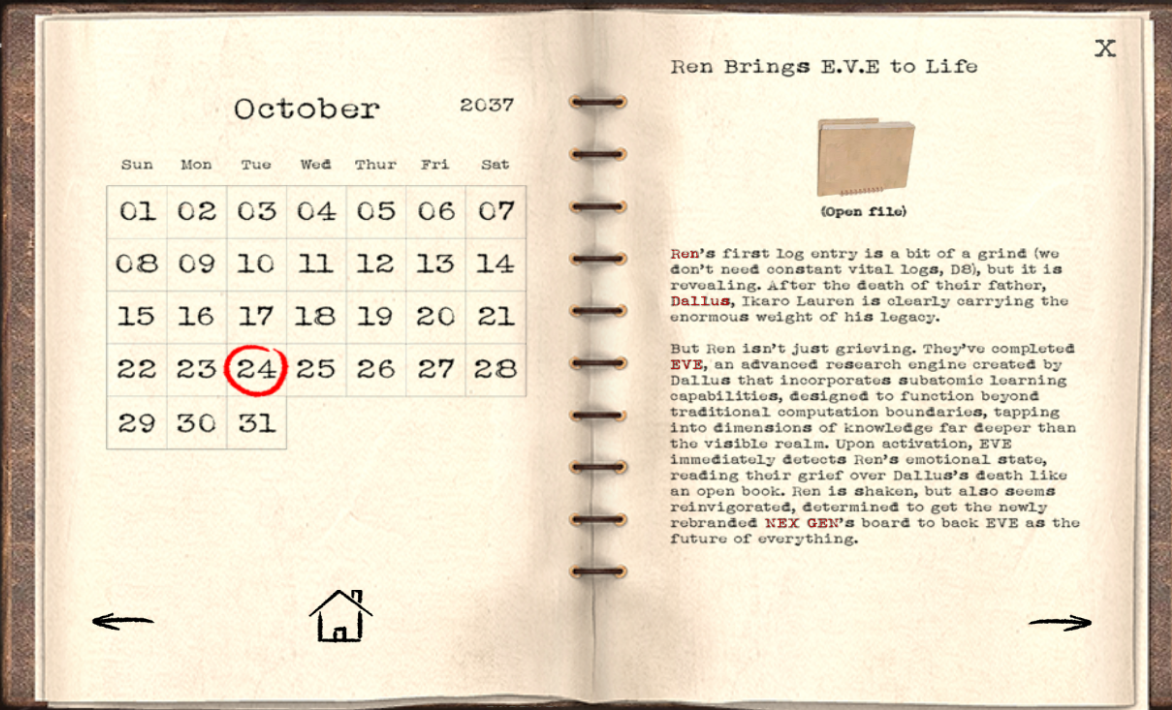 October 2037
Sun Mon Tue Wed Thur Fri Sat
01 02 03 04 05 06 07
08 09 10 11 12 13 14
15 16 17 18 19 20 21
22 23 24 25 26 27 28
29 30 31
X
Ren Brings E.V.E to Life
(Open file)
Ren's first log entry is a bit of a grind (we
don't need constant vital logs, D8), but it is
revealing. After the death of their father,
Dallus, Ikaro Lauren is clearly carrying the
enormous weight of his legacy.
But Ren isn't just grieving. They've completed
EVE, an advanced research engine created by
Dallus that incorporates subatomic learning
capabilities, designed to function beyond
traditional computation boundaries, tapping
into dimensions of knowledge far deeper than
the visible realm. Upon activation, EVE
immediately detects Ren's emotional state,
reading their grief over Dallus's death like
an open book. Ren is shaken, but also seems
reinvigorated, determined to get the newly
rebranded NEX GEN's board to back EVE as the
future of everything.